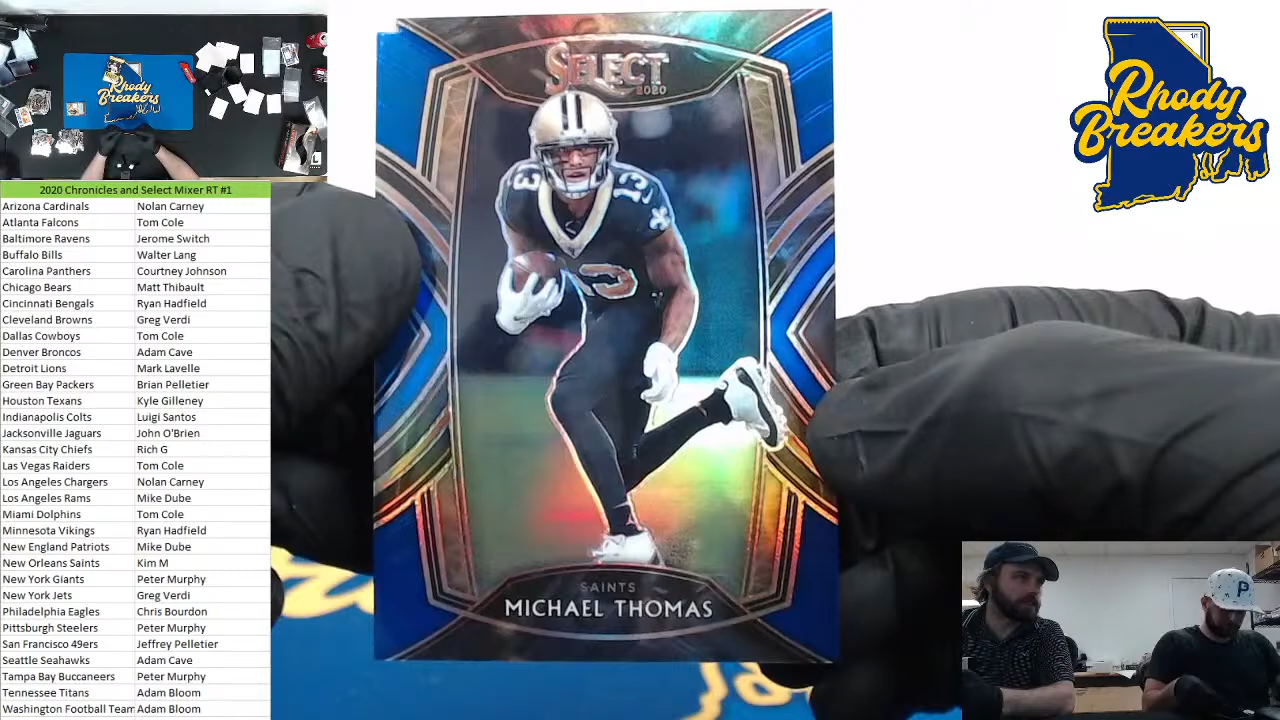 Rhody
Breakers
2020 Chronicles and Select Mixer RT #1
Arizona Cardinals Nolan Carney
Atlanta Falcons Tom Cole
Baltimore Ravens Jerome Switch
Buffalo Bills Walter Lang
Carolina Panthers Courtney Johnson
Chicago Bears Matt Thibault
Cincinnati Bengals Ryan Hadfield
Cleveland Browns Greg Verdi
Dallas Cowboys Tom Cole
Denver Broncos Adam Cave
Detroit Lions Mark Lavelle
Green Bay Packers Brian Pelletier
Houston Texans Kyle Gilleney
Indianapolis Colts Luigi Santos
Jacksonville Jaguars John O'Brien
Kansas City Chiefs Rich G
Las Vegas Raiders Tom Cole
Los Angeles Chargers Nolan Carney
Los Angeles Rams Mike Dube
Miami Dolphins Tom Cole
Minnesota Vikings Ryan Hadfield
New England Patriots Mike Dube
New Orleans Saints Kim M
New York Giants Peter Murphy
New York Jets Greg Verdi
Philadelphia Eagles Chris Bourdon
Pittsburgh Steelers Peter Murphy
San Francisco 49ers Jeffrey Pelletier
Seattle Seahawks Adam Cave
Tampa Bay Buccaneers Peter Murphy
Tennessee Titans Adam Bloom
Washington Football Team Adam Bloom
SELECT
2020
13
13
13
SAINTS
MICHAEL THOMAS
1/1
Rhody
Breakers
P